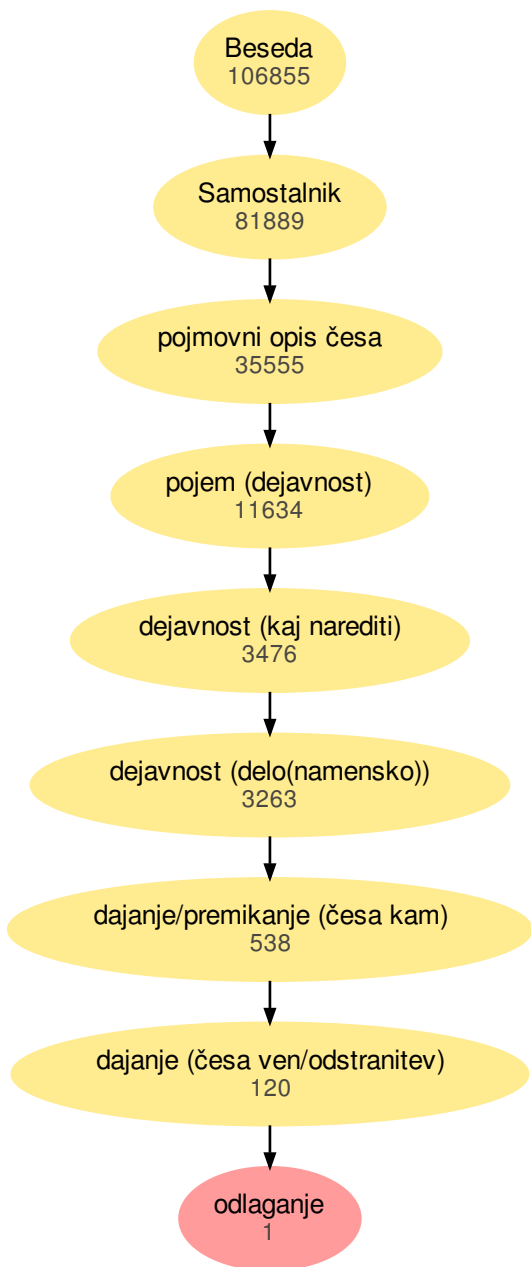 Beseda
106855
Samostalnik
81889
pojmovni opis česa
35555
pojem (dejavnost)
11634
dejavnost (kaj narediti)
3476
dejavnost (delo(namensko))
3263
dajanje/premikanje (česa kam)
538
dajanje (česa ven/odstranitev)
120
odlaganje
1